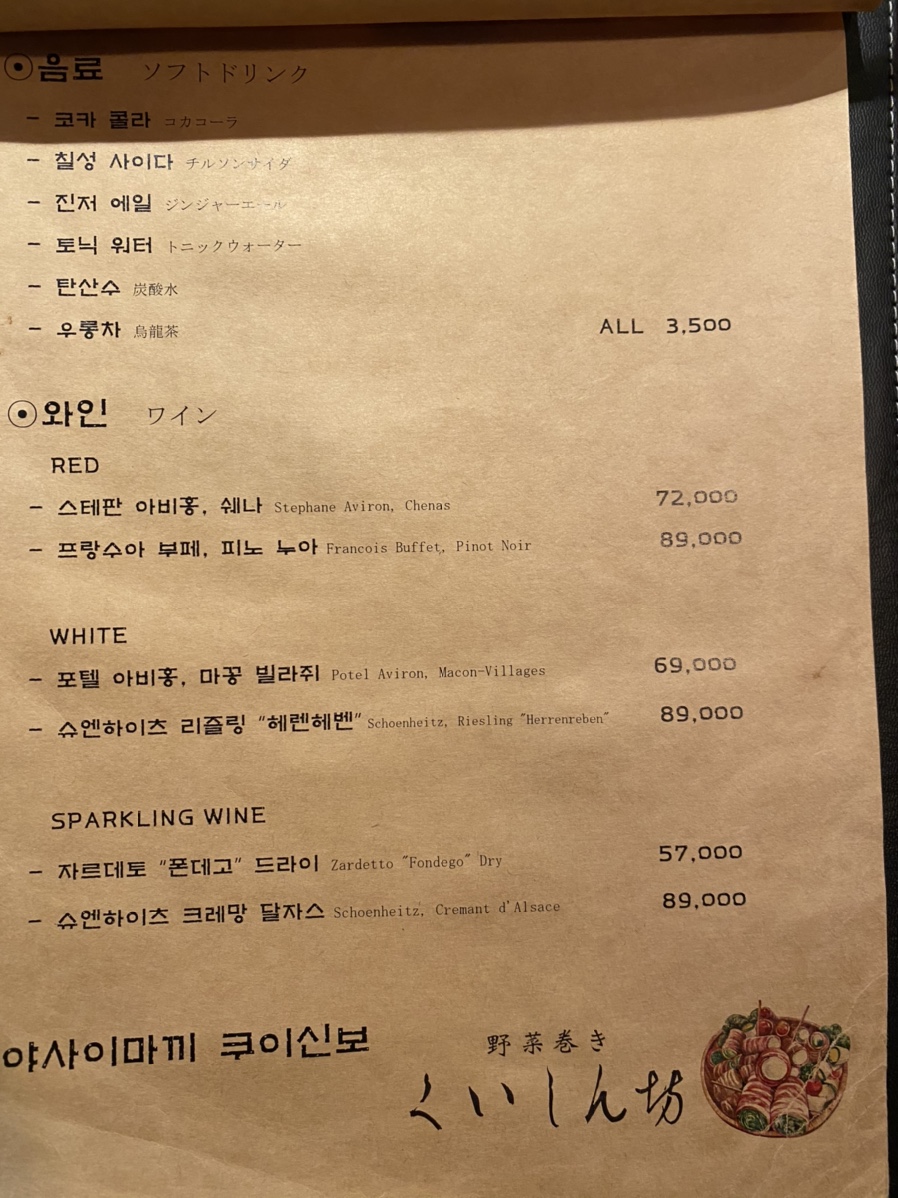 ⊙음료 ソフトドリンク
- 코카 콜라 コカコーラ
- 칠성 사이다 チルソンサイダ
- 진저 에일 ジンジャーエール
- 토닉 워터 トニックウォーター
- 탄산수 炭酸水
- 우롱차 烏龍茶 ALL 3,500
⊙와인 ワイン
RED
- 스테판 아비홍, 쉐나 Stephane Aviron, Chenas 72,000
- 프랑수아 부페, 피노 누아 Francois Buffet, Pinot Noir 89,000
WHITE
- 포텔 아비홍, 마꽁 빌라쥐 Potel Aviron, Macon-Villages 69,000
- 슈엔하이츠 리즐링 "헤렌헤벤" Schoenheitz, Riesling "Herrenreben" 89,000
SPARKLING WINE
- 자르데토 "폰데고" 드라이 Zardetto "Fondego" Dry 57,000
- 슈엔하이츠 크레망 달자스 Schoenheitz, Cremant d'Alsace 89,000
야사이마끼 쿠이신보 野菜巻き
くいしん坊